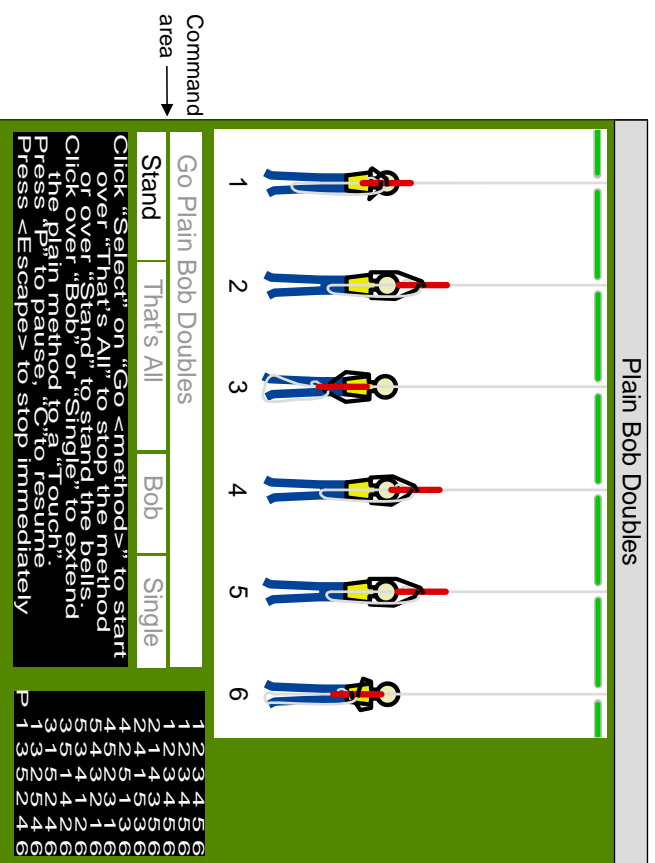 Plain Bob Doubles
1 2 3 4 5 6
Command
area
Go Plain Bob Doubles
Stand That's All Bob Single
Click "Select" on "Go <method>" to start
over "That's All" to stop the method
or over "Stand" to stand the bells.
Click over "Bob" or "Single" to extend
the plain method to a "Touch".
Press "P" to pause, "C" to resume
Press <Escape> to stop immediately
1 2 3 4 5 6
1 2 3 4 5 6
2 1 4 3 5 6
2 4 1 5 3 6
4 2 5 1 3 6
4 5 2 3 1 6
5 4 3 2 1 6
5 3 4 1 2 6
3 5 1 4 2 6
3 1 5 2 4 6
1 3 2 5 4 6
P 1 3 5 2 4 6